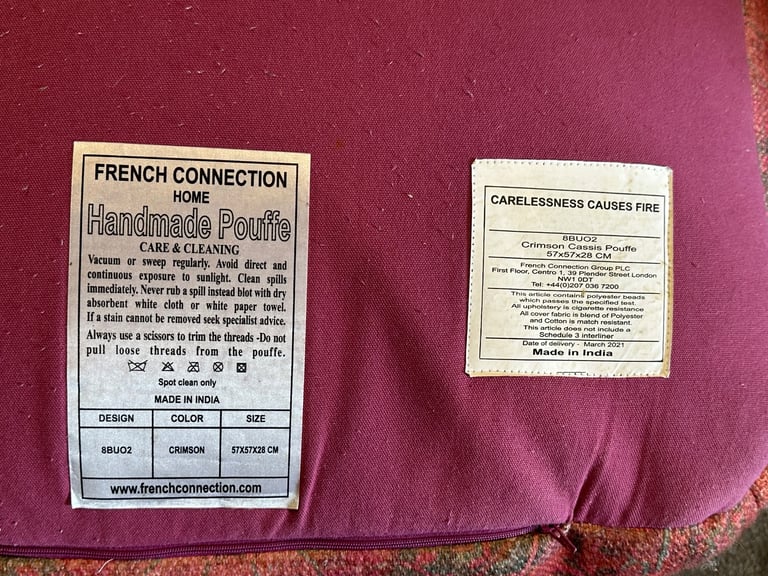 FRENCH CONNECTION
HOME
Handmade Pouffe
CARE & CLEANING
Vacuum or sweep regularly. Avoid direct and
continuous exposure to sunlight. Clean spills
immediately. Never rub a spill instead blot with dry
absorbent white cloth or white paper towel.
If a stain cannot be removed seek specialist advice.
Always use a scissors to trim the threads -Do not
pull loose threads from the pouffe.
Spot clean only
MADE IN INDIA
DESIGN COLOR SIZE
8BUO2 CRIMSON 57X57X28 CM
www.frenchconnection.com
CARELESSNESS CAUSES FIRE
8BUO2
Crimson Cassis Pouffe
57x57x28 CM
French Connection Group PLC
First Floor, Centro 1, 39 Plender Street London
NW1 0DT
Tel: +44(0)207 036 7200
This article contains polyester beads
which passes the specified test.
All upholstery is cigarette resistance
All cover fabric is blend of Polyester
and Cotton is match resistant.
This article does not include a
Schedule 3 interliner
Date of delivery - March 2021
Made in India